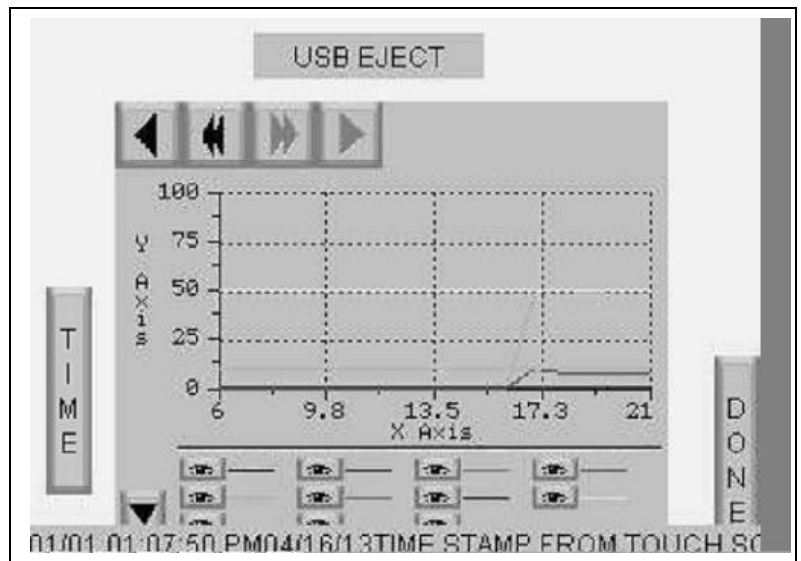 USB EJECT
100
75
50
25
0
Y Axis
6 9.8 13.5 17.3 21
X Axis
TIME
DONE
01/01 01:07:50 PM04/16/13TIME STAMP FROM TOUCH SC